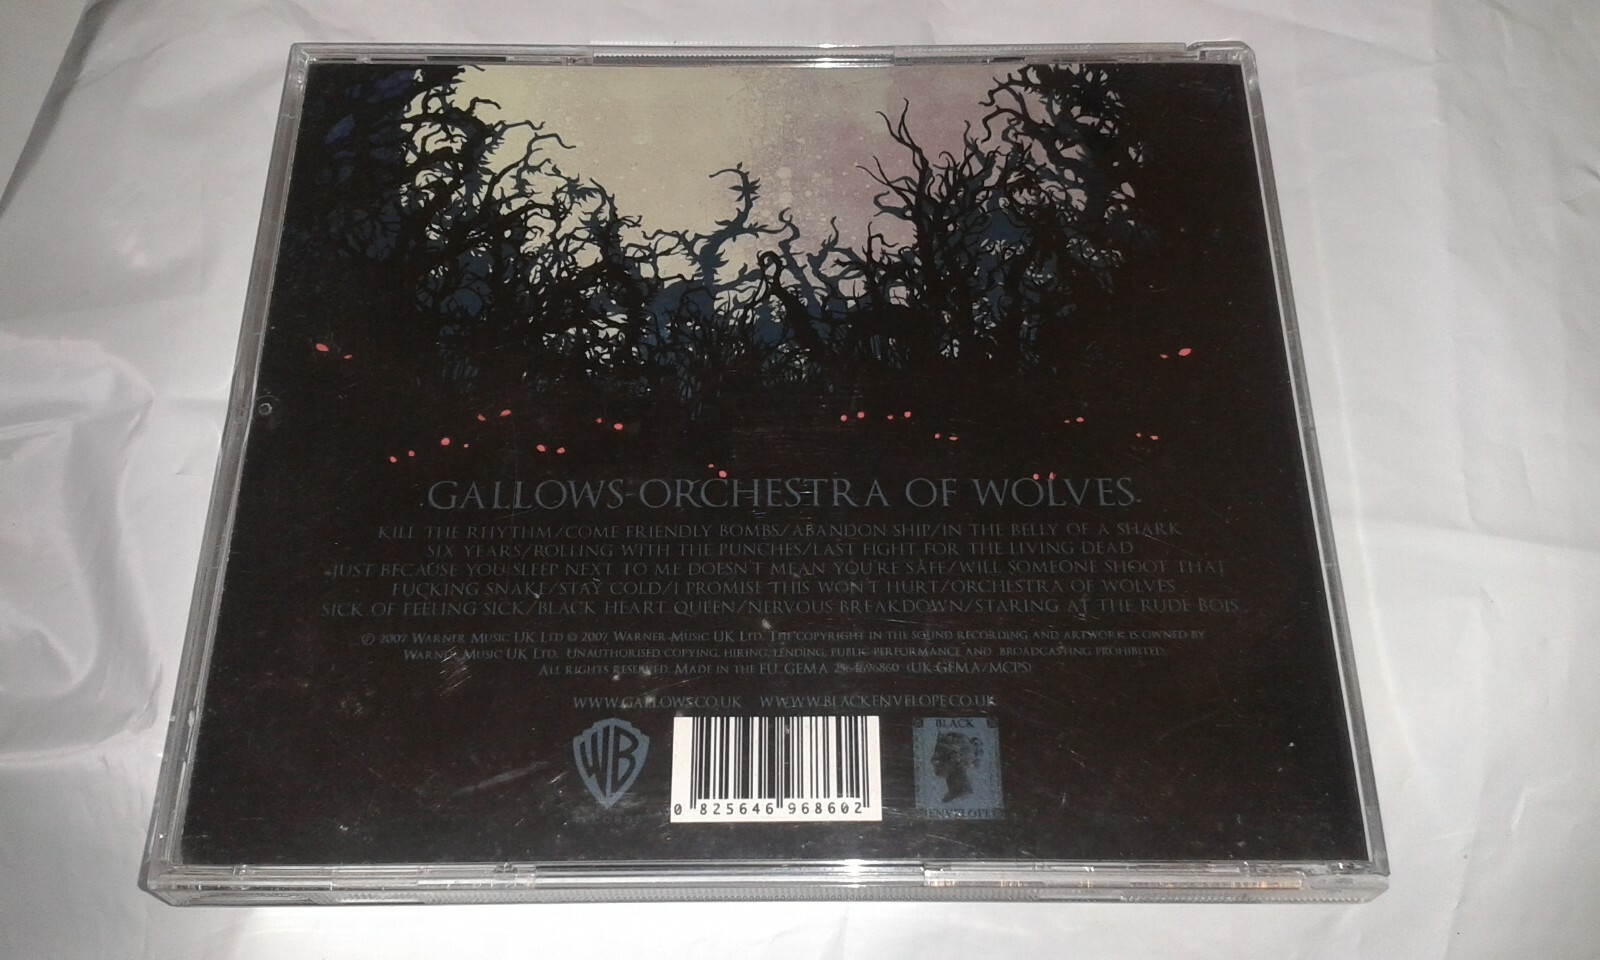 GALLOWS-ORCHESTRA OF WOLVES
KILL THE RHYTHM/COME FRIENDLY BOMBS/ABANDON SHIP/IN THE BELLY OF A SHARK
SIX YEARS/ROLLING WITH THE PUNCHES/LAST FIGHT FOR THE LIVING DEAD
JUST BECAUSE YOU SLEEP NEXT TO ME DOESN'T MEAN YOU'RE SAFE/WILL SOMEONE SHOOT THAT
FUCKING SNAKE/STAY COLD/I PROMISE THIS WON'T HURT/ORCHESTRA OF WOLVES
SICK OF FEELING SICK/BLACK HEART QUEEN/NERVOUS BREAKDOWN/STARING AT THE RUDE BOIS
℗ 2007 WARNER MUSIC UK LTD © 2007 WARNER MUSIC UK LTD. THE COPYRIGHT IN THE SOUND RECORDING AND ARTWORK IS OWNED BY
WARNER MUSIC UK LTD. UNAUTHORISED COPYING, HIRING, LENDING, PUBLIC PERFORMANCE AND BROADCASTING PROHIBITED.
ALL RIGHTS RESERVED. MADE IN THE EU. GEMA 2564696860 (UK:GEMA/MCPS)
WWW.GALLOWS.CO.UK WWW.BLACKENVELOPE.CO.UK
WB
RECORDS
0 825646 968602
BLACK
ENVELOPE